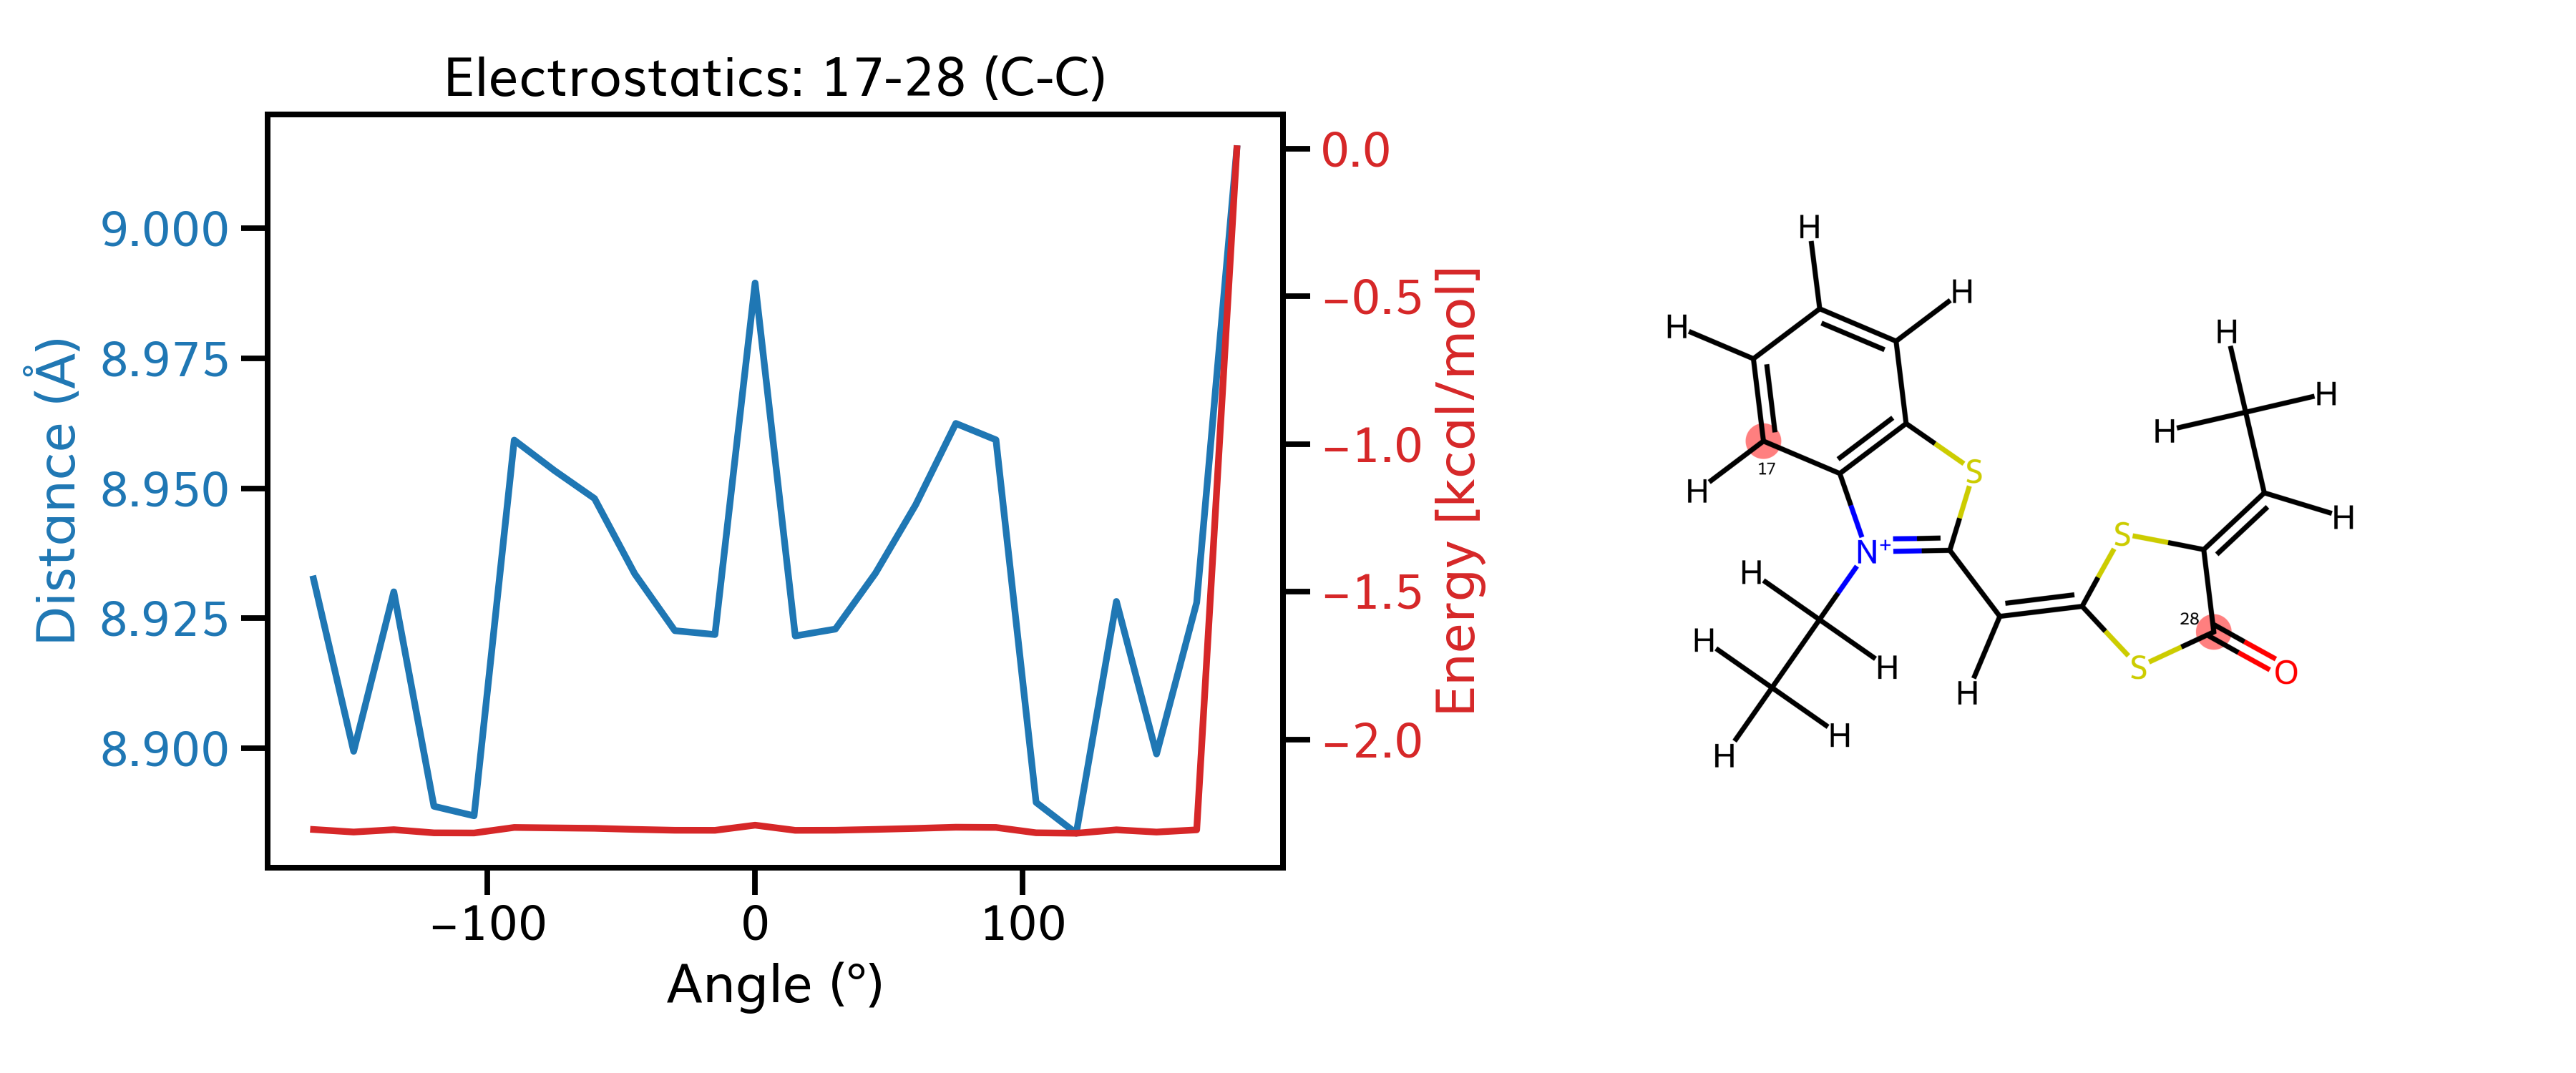 Electrostatics: 17-28 (C-C)
Distance (Å)
9.000
8.975
8.950
8.925
8.900
0.0
−0.5
−1.0
−1.5
−2.0
Energy [kcal/mol]
−100
0
100
Angle (°)
H
H
H
H
H
H
17
S
H
H
H
S
N+
H
28
H
H
S
O
H
H
H
H